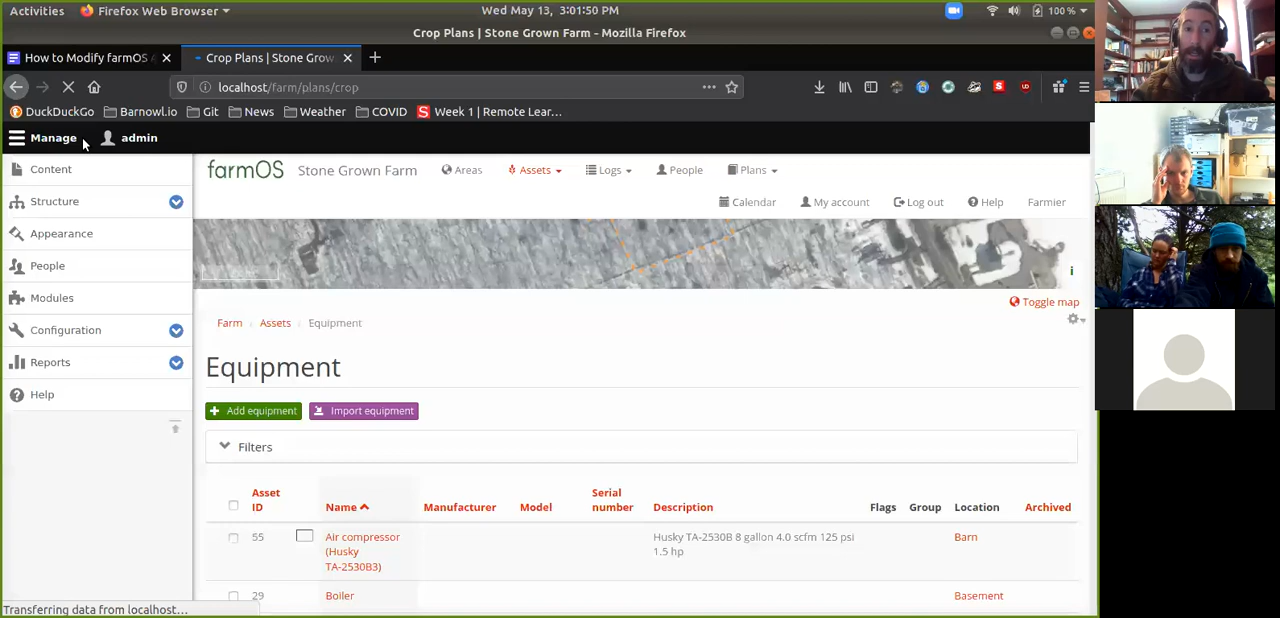 Activities Firefox Web Browser Wed May 13, 3:01:50 PM 100 %
Crop Plans | Stone Grown Farm - Mozilla Firefox
How to Modify farmOS Crop Plans | Stone Grow
localhost/farm/plans/crop
DuckDuckGo Barnowl.io Git News Weather COVID Week 1 | Remote Lear...
Manage admin
Content
Structure
Appearance
People
Modules
Configuration
Reports
Help
farmOS Stone Grown Farm Areas Assets Logs People Plans
Calendar My account Log out Help Farmier
Toggle map
Farm Assets Equipment
Equipment
Add equipment Import equipment
Filters
Asset ID Name Manufacturer Model Serial number Description Flags Group Location Archived
55 Air compressor (Husky TA-2530B3) Husky TA-2530B 8 gallon 4.0 scfm 125 psi 1.5 hp Barn
29 Boiler Basement
Transferring data from localhost...